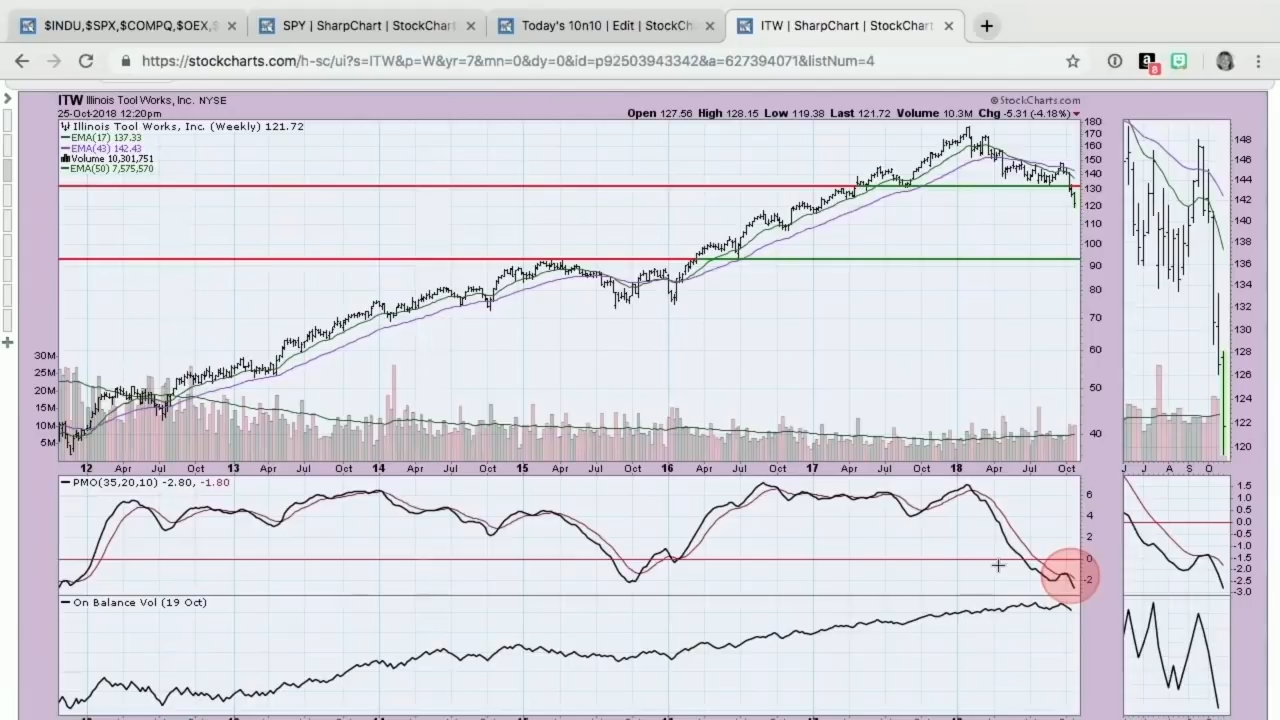 $INDU,$SPX,$COMPQ,$OEX,$
SPY | SharpChart | StockChart
Today's 10n10 | Edit | StockCh
ITW | SharpChart | StockChart
https://stockcharts.com/h-sc/ui?s=ITW&p=W&yr=7&mn=0&dy=0&id=p92503943342&a=627394071&listNum=4
8
ITW Illinois Tool Works, Inc. NYSE
© StockCharts.com
25-Oct-2018 12:20pm
Open 127.56 High 128.15 Low 119.38 Last 121.72 Volume 10.3M Chg -5.31 (-4.18%)
Illinois Tool Works, Inc. (Weekly) 121.72
EMA(17) 137.33
EMA(43) 142.43
Volume 10,301,751
EMA(50) 7,575,570
180
170
160
150
140
130
120
110
100
90
80
70
60
50
40
30M
25M
20M
15M
10M
5M
148
146
144
142
140
138
136
134
132
130
128
126
124
122
120
12 Apr Jul Oct 13 Apr Jul Oct 14 Apr Jul Oct 15 Apr Jul Oct 16 Apr Jul Oct 17 Apr Jul Oct 18 Apr Jul Oct
J J A S O
PMO(35,20,10) -2.80, -1.80
6
4
2
0
-2
1.5
1.0
0.5
0.0
-0.5
-1.0
-1.5
-2.0
-2.5
-3.0
On Balance Vol (19 Oct)